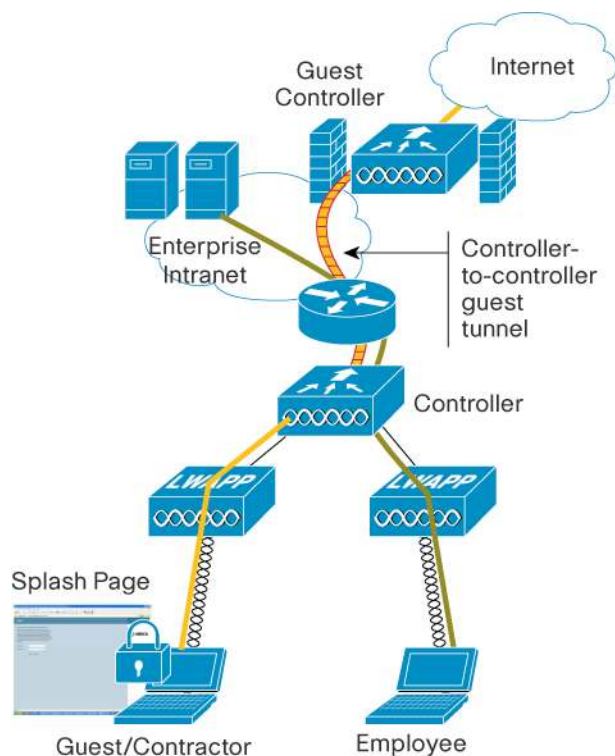 Internet
Guest
Controller
Enterprise
Intranet
Controller-
to-controller
guest
tunnel
Controller
LWAPP
LWAPP
Splash Page
Guest/Contractor
Employee